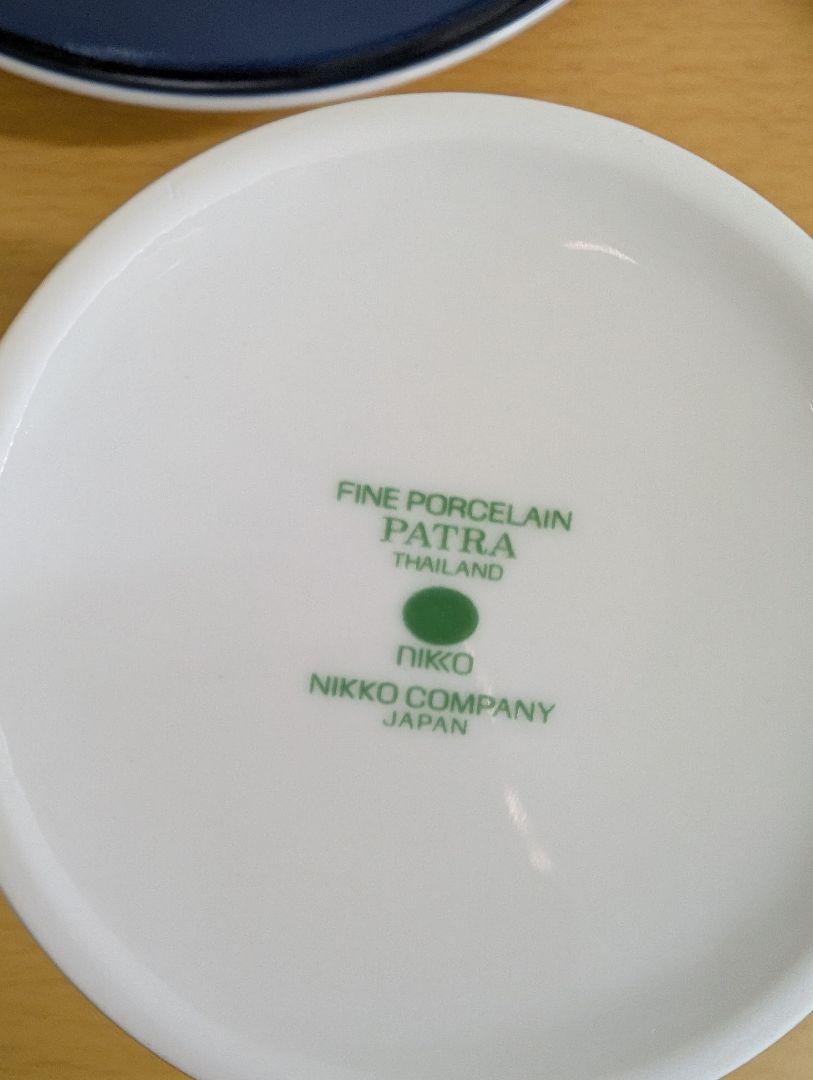 FINE PORCELAIN
PATRA
THAILAND
nikko
NIKKO COMPANY
JAPAN